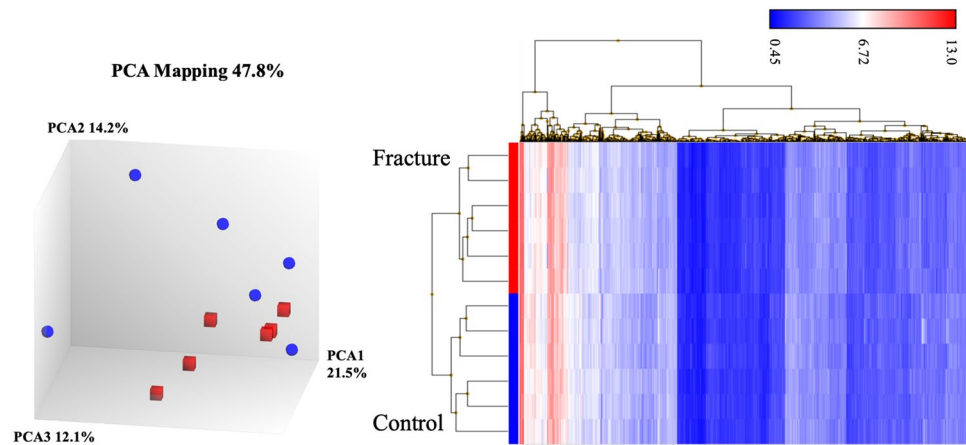 PCA Mapping 47.8%
PCA2 14.2%
PCA1
21.5%
PCA3 12.1%
0.45
6.72
13.0
Fracture
Control